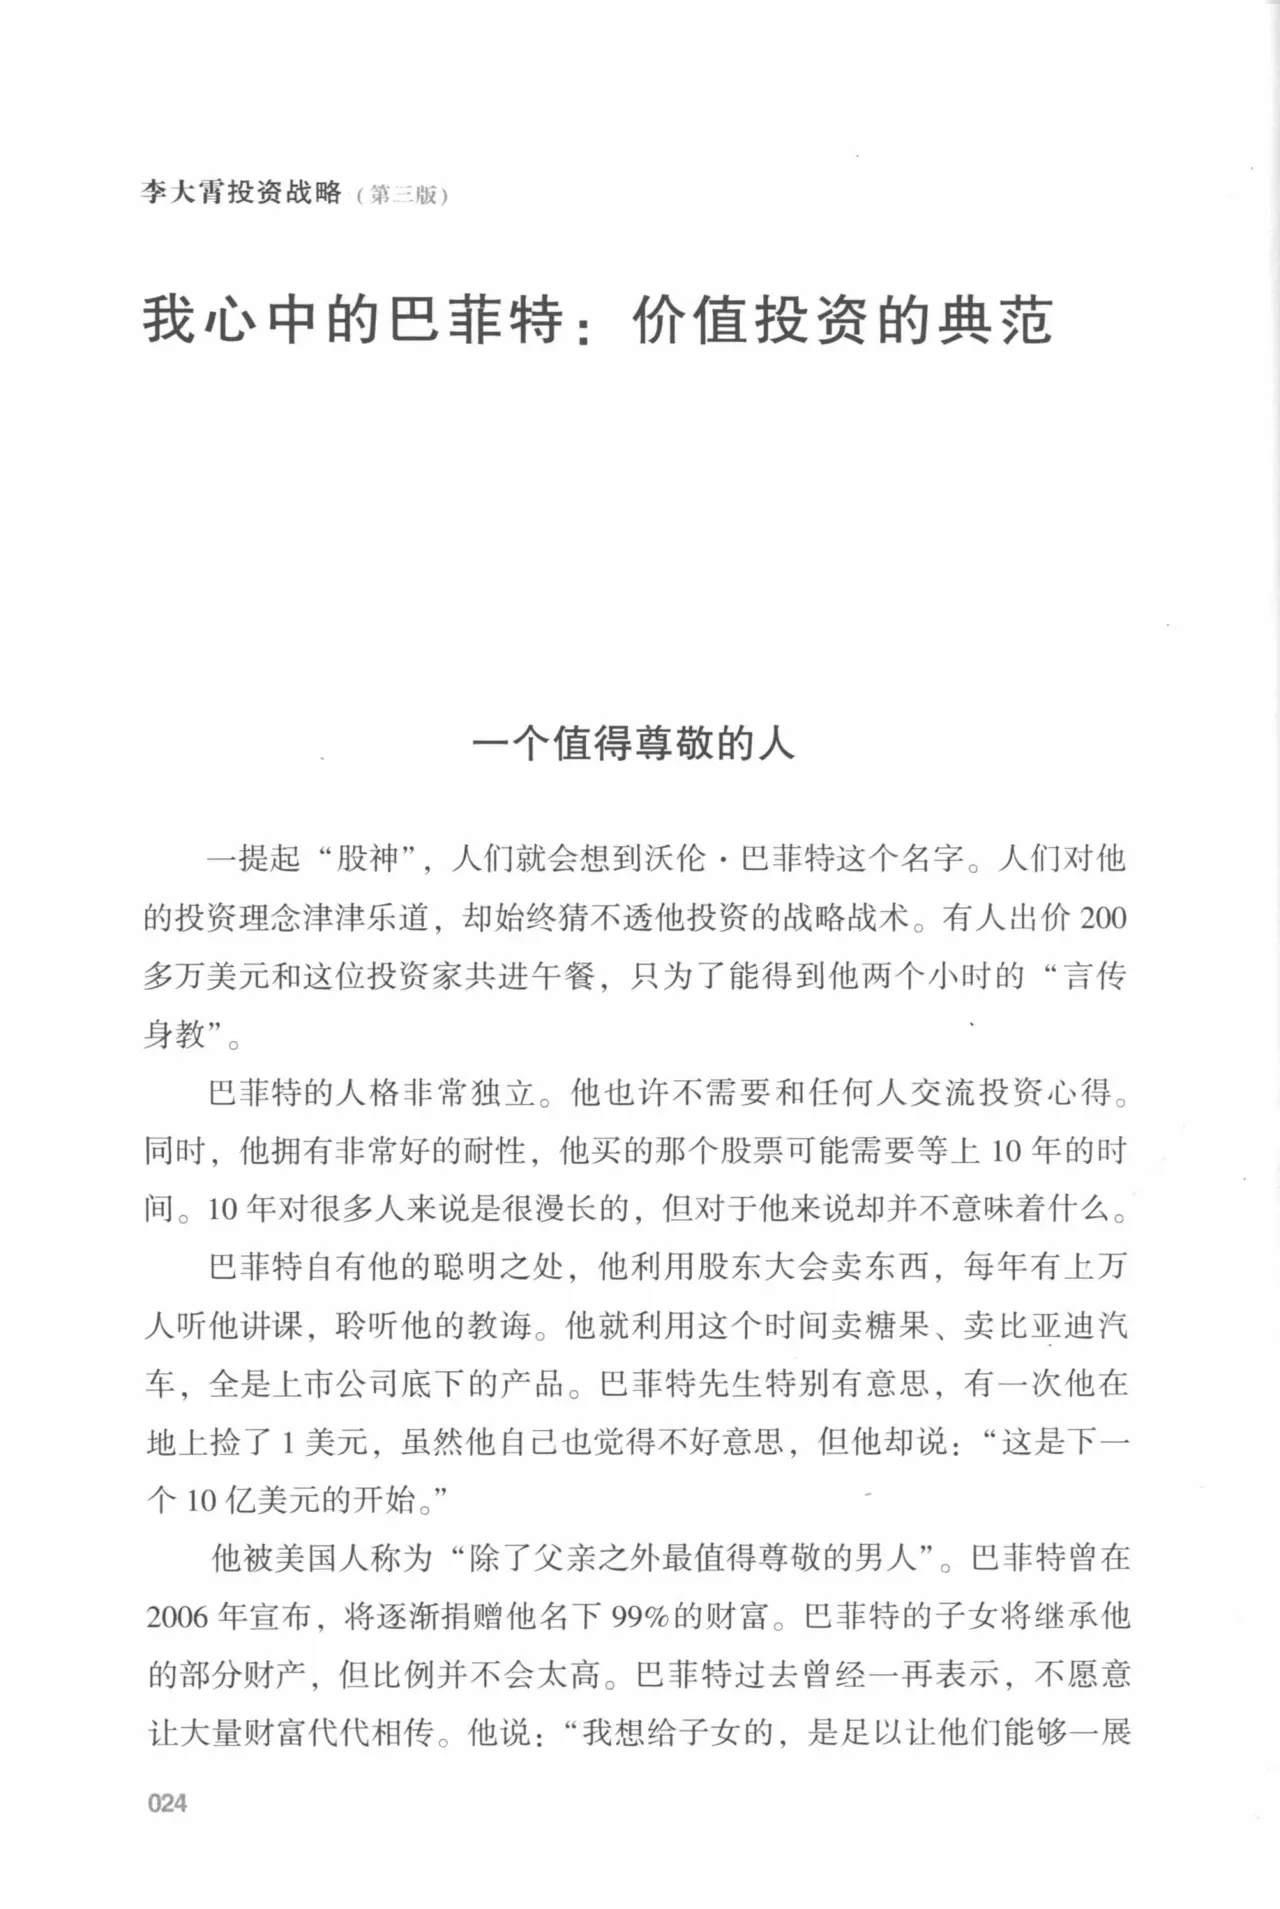 李大霄投资战略（第三版）
我心中的巴菲特：价值投资的典范
一个值得尊敬的人
一提起“股神”，人们就会想到沃伦·巴菲特这个名字。人们对他
的投资理念津津乐道，却始终猜不透他投资的战略战术。有人出价 200
多万美元和这位投资家共进午餐，只为了能得到他两个小时的“言传
身教”。
巴菲特的人格非常独立。他也许不需要和任何人交流投资心得。
同时，他拥有非常好的耐性，他买的那个股票可能需要等上 10 年的时
间。10 年对很多人来说是很漫长的，但对于他来说却并不意味着什么。
巴菲特自有他的聪明之处，他利用股东大会卖东西，每年有上万
人听他讲课，聆听他的教诲。他就利用这个时间卖糖果、卖比亚迪汽
车，全是上市公司底下的产品。巴菲特先生特别有意思，有一次他在
地上捡了 1 美元，虽然他自己也觉得不好意思，但他却说：“这是下一
个 10 亿美元的开始。”
他被美国人称为“除了父亲之外最值得尊敬的男人”。巴菲特曾在
2006 年宣布，将逐渐捐赠他名下 99%的财富。巴菲特的子女将继承他
的部分财产，但比例并不会太高。巴菲特过去曾经一再表示，不愿意
让大量财富代代相传。他说：“我想给子女的，是足以让他们能够一展
024